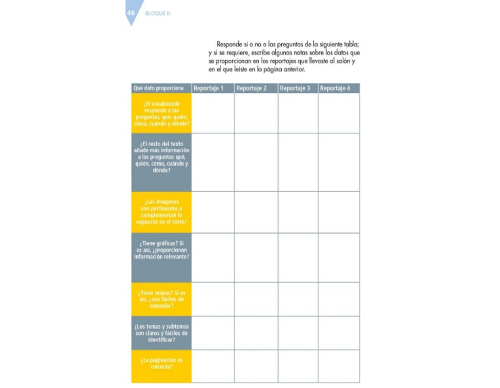 46 BLOQUE II
Responde sí o no a las preguntas de la siguiente tabla;
y si se requiere, escribe algunas notas sobre los datos que
se proporcionan en los reportajes que llevaste al salón y
en el que leíste en la página anterior.
Qué dato proporciona Reportaje 1 Reportaje 2 Reportaje 3 Reportaje 4
¿El encabezado
responde a las
preguntas qué, quién,
cómo, cuándo y dónde?
¿El resto del texto
añade más información
a las preguntas qué,
quién, cómo, cuándo y
dónde?
¿Las imágenes
son pertinentes y
complementan lo
expuesto en el texto?
¿Tiene gráficas? Si
es así, ¿proporcionan
información relevante?
¿Tiene mapas? Si es
así, ¿son fáciles de
entender?
¿Los temas y subtemas
son claros y fáciles de
identificar?
¿La paginación es
correcta?